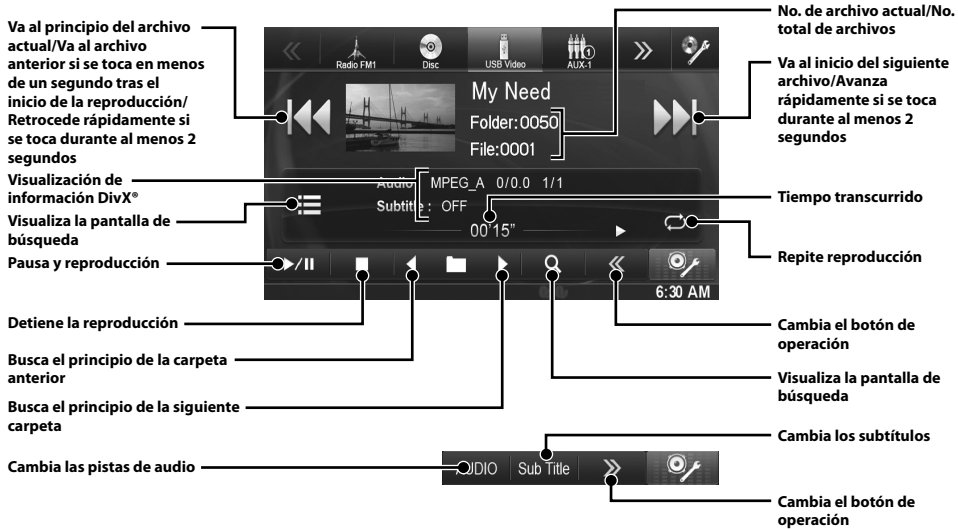 Va al principio del archivo
actual/Va al archivo
anterior si se toca en menos
de un segundo tras el
inicio de la reproducción/
Retrocede rápidamente si
se toca durante al menos 2
segundos
Visualización de
información DivX®
Visualiza la pantalla de
búsqueda
Pausa y reproducción
Detiene la reproducción
Busca el principio de la carpeta
anterior
Busca el principio de la siguiente
carpeta
Cambia las pistas de audio
Radio FM1
Disc
USB Video
AUX-1
1
My Need
Folder:0050
File:0001
Audio MPEG_A 0/0.0 1/1
Subtitle : OFF
00'15"
6:30 AM
AUDIO
Sub Title
No. de archivo actual/No.
total de archivos
Va al inicio del siguiente
archivo/Avanza
rápidamente si se toca
durante al menos 2
segundos
Tiempo transcurrido
Repite reproducción
Cambia el botón de
operación
Visualiza la pantalla de
búsqueda
Cambia los subtítulos
Cambia el botón de
operación